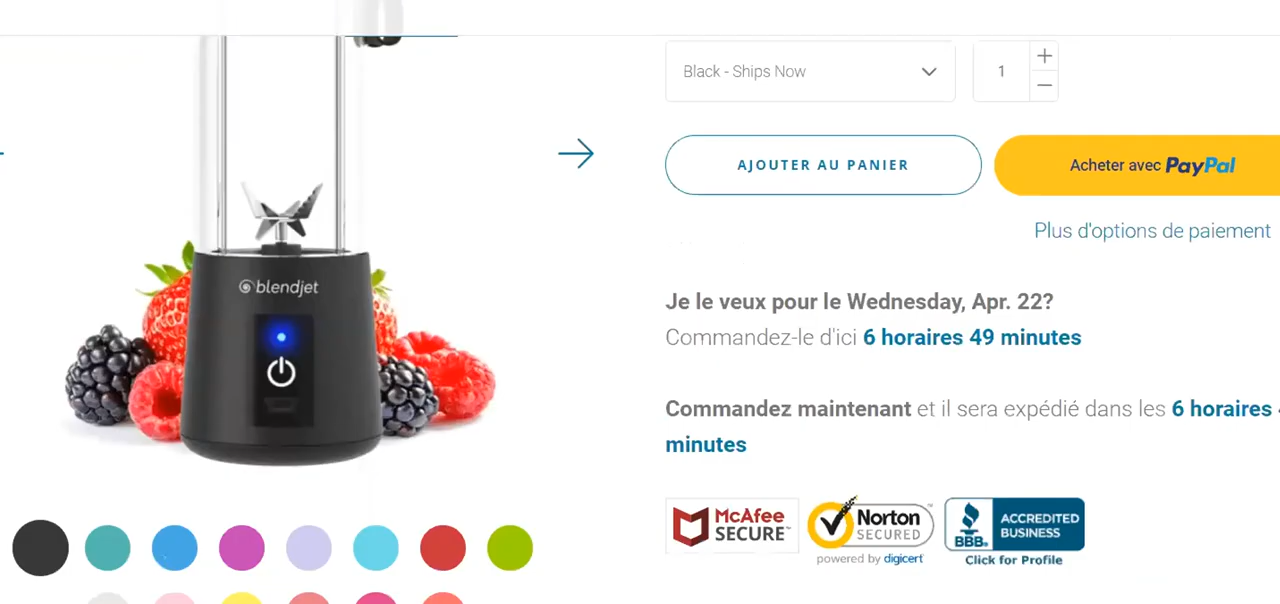 Black - Ships Now
1
AJOUTER AU PANIER
Acheter avec PayPal
Plus d'options de paiement
blendjet
Je le veux pour le Wednesday, Apr. 22?
Commandez-le d'ici 6 horaires 49 minutes
Commandez maintenant et il sera expédié dans les 6 horaires
minutes
McAfee
SECURE™
Norton
SECURED
powered by digicert
BBB.
ACCREDITED
BUSINESS
Click for Profile